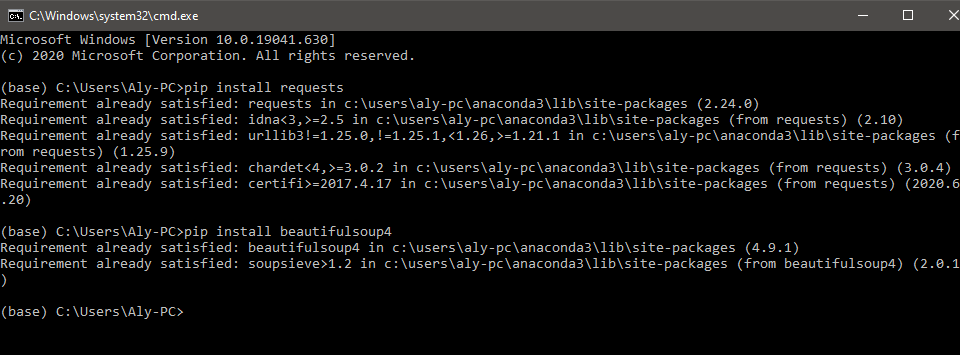 C:\Windows\system32\cmd.exe
Microsoft Windows [Version 10.0.19041.630]
(c) 2020 Microsoft Corporation. All rights reserved.
(base) C:\Users\Aly-PC>pip install requests
Requirement already satisfied: requests in c:\users\aly-pc\anaconda3\lib\site-packages (2.24.0)
Requirement already satisfied: idna<3,>=2.5 in c:\users\aly-pc\anaconda3\lib\site-packages (from requests) (2.10)
Requirement already satisfied: urllib3!=1.25.0,!=1.25.1,<1.26,>=1.21.1 in c:\users\aly-pc\anaconda3\lib\site-packages (f
rom requests) (1.25.9)
Requirement already satisfied: chardet<4,>=3.0.2 in c:\users\aly-pc\anaconda3\lib\site-packages (from requests) (3.0.4)
Requirement already satisfied: certifi>=2017.4.17 in c:\users\aly-pc\anaconda3\lib\site-packages (from requests) (2020.6
.20)
(base) C:\Users\Aly-PC>pip install beautifulsoup4
Requirement already satisfied: beautifulsoup4 in c:\users\aly-pc\anaconda3\lib\site-packages (4.9.1)
Requirement already satisfied: soupsieve>1.2 in c:\users\aly-pc\anaconda3\lib\site-packages (from beautifulsoup4) (2.0.1
)
(base) C:\Users\Aly-PC>